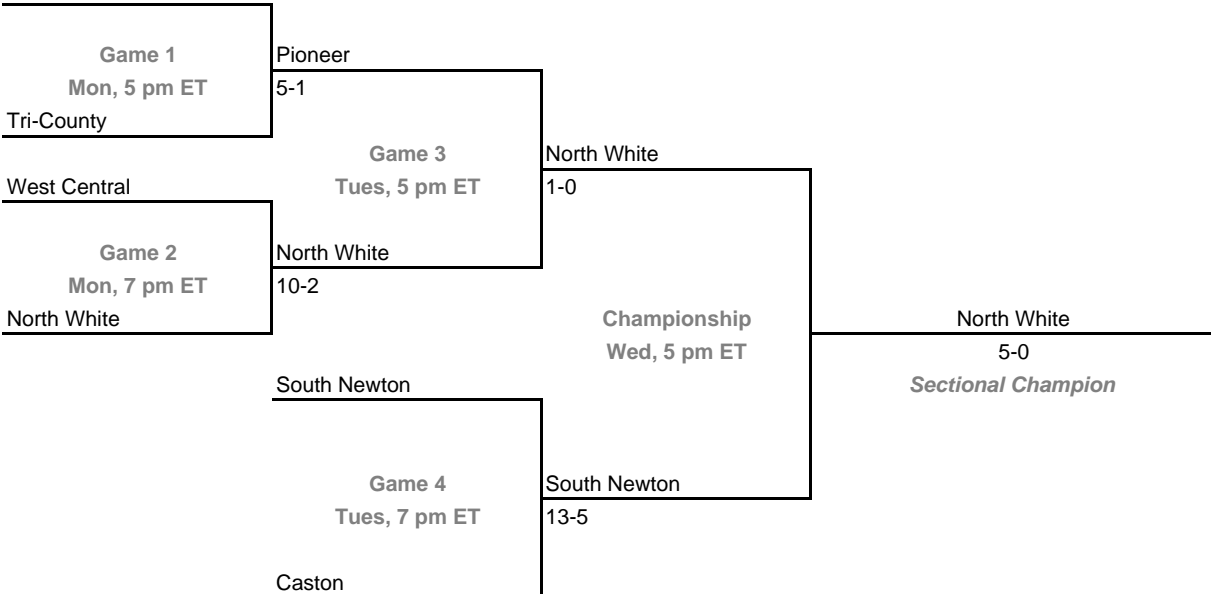 Game 1
Mon, 5 pm ET
Pioneer
5-1
Tri-County
Game 3
Tues, 5 pm ET
North White
1-0
West Central
Game 2
Mon, 7 pm ET
North White
10-2
North White
Championship
Wed, 5 pm ET
North White
5-0
Sectional Champion
South Newton
Game 4
Tues, 7 pm ET
South Newton
13-5
Caston